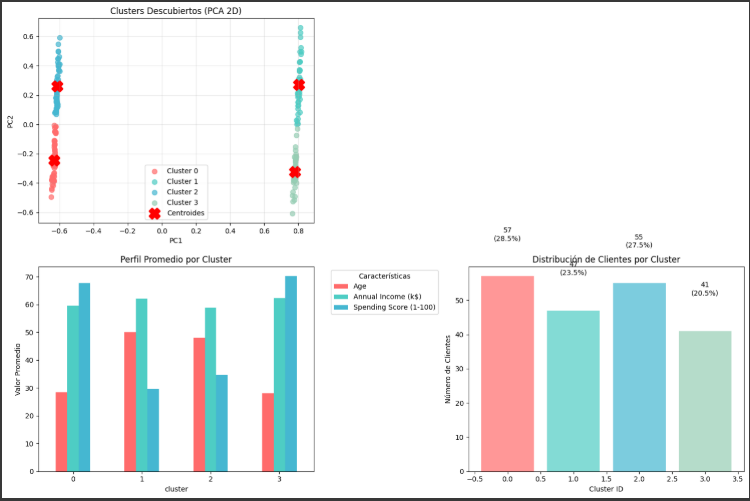 Clusters Descubiertos (PCA 2D)
0.6
0.4
0.2
0.0
−0.2
−0.4
−0.6
PC2
−0.6
−0.4
−0.2
0.0
0.2
0.4
0.6
0.8
PC1
Cluster 0
Cluster 1
Cluster 2
Cluster 3
Centroides
Perfil Promedio por Cluster
70
60
50
40
30
20
10
0
Valor Promedio
0
1
2
3
cluster
Características
Age
Annual Income (k$)
Spending Score (1-100)
57
(28.5%)
55
(27.5%)
Distribución de Clientes por Cluster
47
(23.5%)
41
(20.5%)
50
40
30
20
10
0
Número de Clientes
−0.5
0.0
0.5
1.0
1.5
2.0
2.5
3.0
3.5
Cluster ID